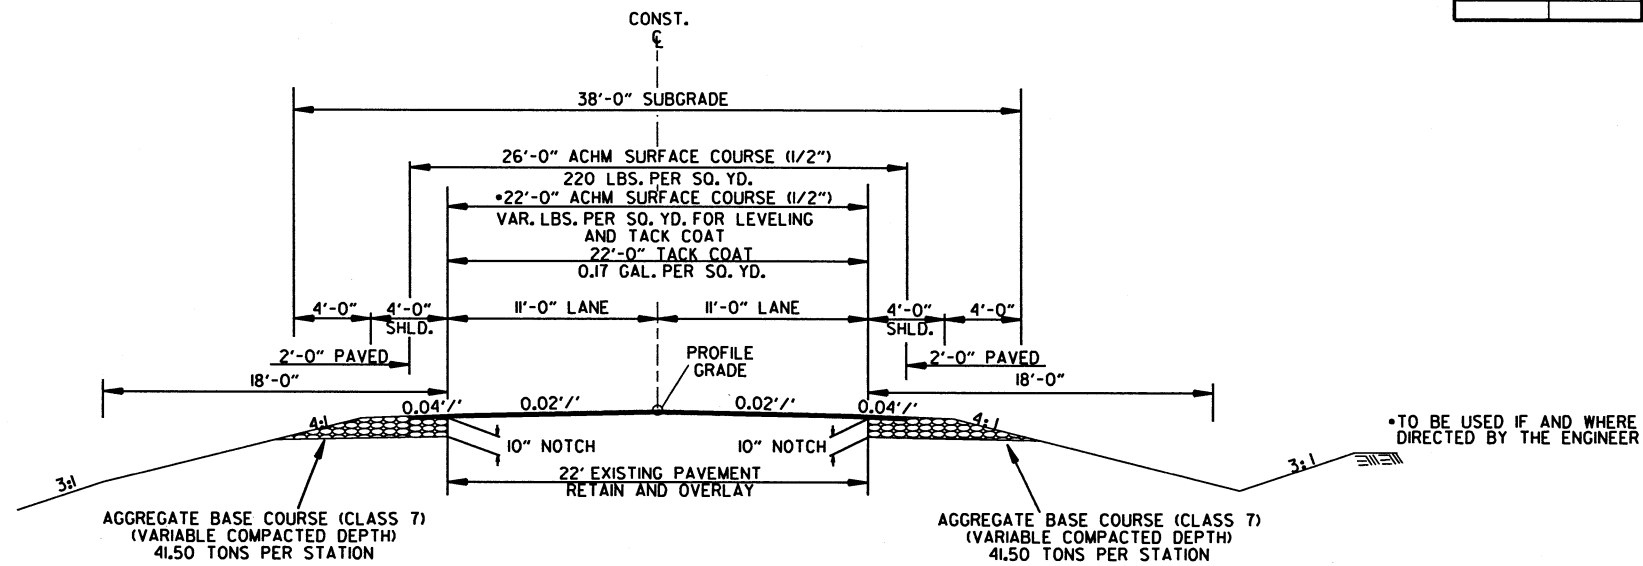 CONST.
℄
38'-0" SUBGRADE
26'-0" ACHM SURFACE COURSE (1/2")
220 LBS. PER SQ. YD.
•22'-0" ACHM SURFACE COURSE (1/2")
VAR. LBS. PER SQ. YD. FOR LEVELING
AND TACK COAT
22'-0" TACK COAT
0.17 GAL. PER SQ. YD.
4'-0" 4'-0" 11'-0" LANE 11'-0" LANE 4'-0" 4'-0"
SHLD. SHLD.
2'-0" PAVED PROFILE 2'-0" PAVED
GRADE
18'-0" 18'-0"
0.04'/' 0.02'/' 0.02'/' 0.04'/'
4:1 4:1
•TO BE USED IF AND WHERE
DIRECTED BY THE ENGINEER
10" NOTCH 10" NOTCH
3:1 3:1
22' EXISTING PAVEMENT
RETAIN AND OVERLAY
AGGREGATE BASE COURSE (CLASS 7) AGGREGATE BASE COURSE (CLASS 7)
(VARIABLE COMPACTED DEPTH) (VARIABLE COMPACTED DEPTH)
41.50 TONS PER STATION 41.50 TONS PER STATION